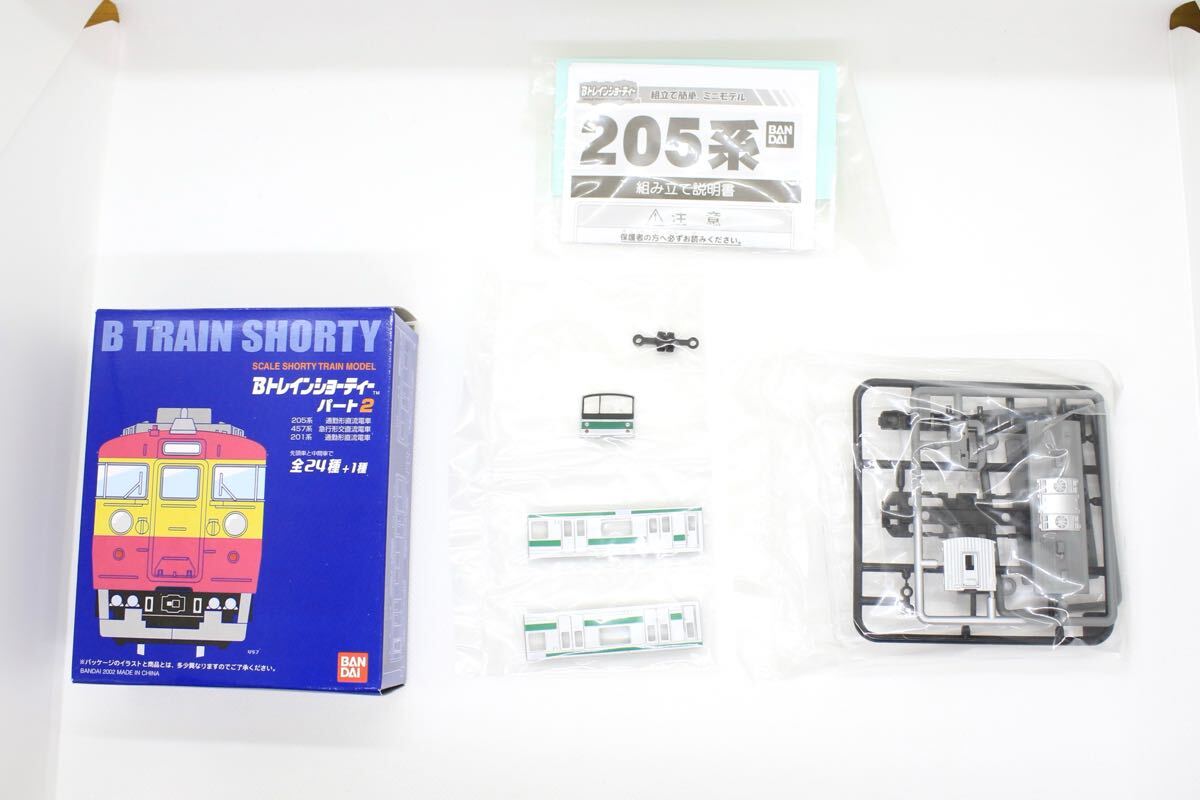 Bトレインショーティー
組立て簡単、ミニモデル
205系
BAN
DAI
組み立て説明書
注意
保護者の方へ必ずお読みください。
B TRAIN SHORTY
SCALE SHORTY TRAIN MODEL
Bトレインショーティー™
パート2
205系 通勤形直流電車
457系 急行形交直流電車
201系 通勤形直流電車
先頭車と中間車で
全24種+1種
※パッケージのイラストと商品とは、多少異なりますのでご了承ください。
BANDAI 2002 MADE IN CHINA
BAN
DAI